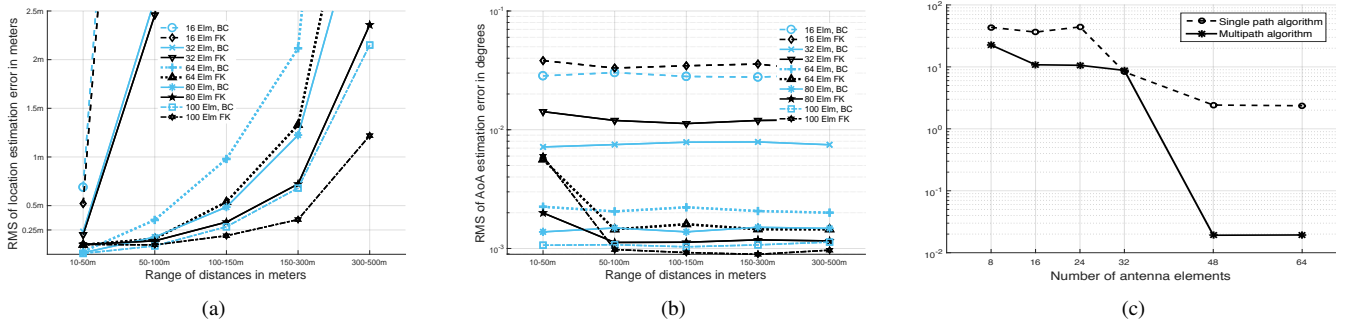 RMS of location estimation error in meters
2.5m
2m
1.5m
1m
0.5m
0.25m
10-50m
50-100m
100-150m
150-300m
300-500m
Range of distances in meters
16 Elm, BC
16 Elm FK
32 Elm, BC
32 Elm FK
64 Elm, BC
64 Elm FK
80 Elm, BC
80 Elm FK
100 Elm, BC
100 Elm FK
(a)
RMS of AoA estimation error in degrees
10^0
10^-1
10^-2
10^-3
10-50m
50-100m
100-150m
150-300m
300-500m
Range of distances in meters
16 Elm, BC
16 Elm FK
32 Elm, BC
32 Elm FK
64 Elm, BC
64 Elm FK
80 Elm, BC
80 Elm FK
100 Elm, BC
100 Elm FK
(b)
10^2
10^1
10^0
10^-1
10^-2
8
16
24
32
48
64
Number of antenna elements
Single path algorithm
Multipath algorithm
(c)